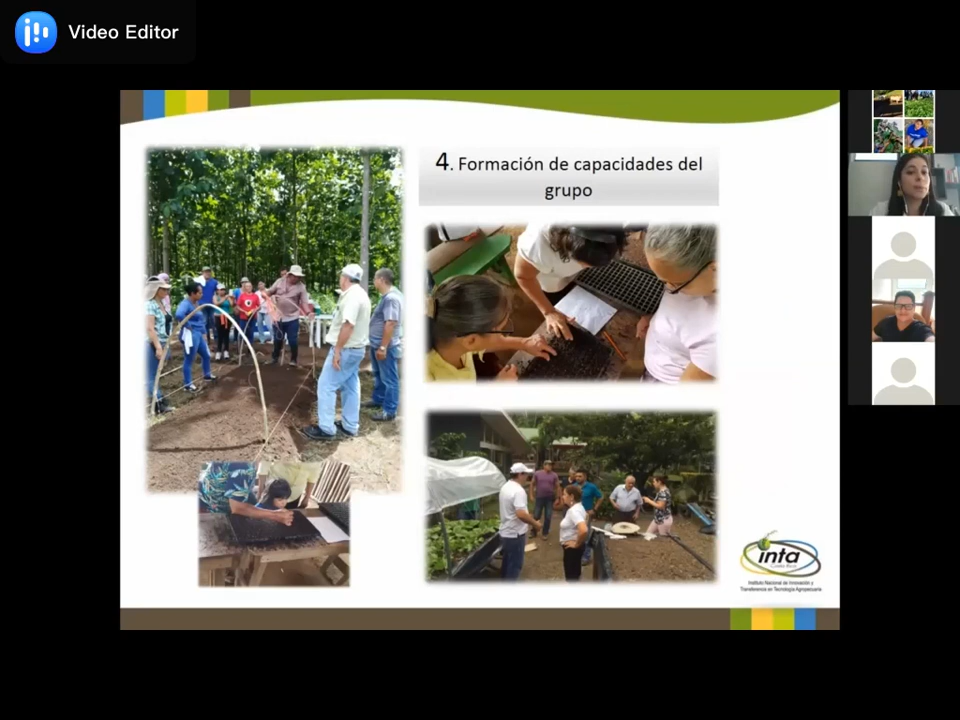 Video Editor
4. Formación de capacidades del
grupo
inta
COSTA RICA
Instituto Nacional de Innovación y
Transferencia en Tecnología Agropecuaria